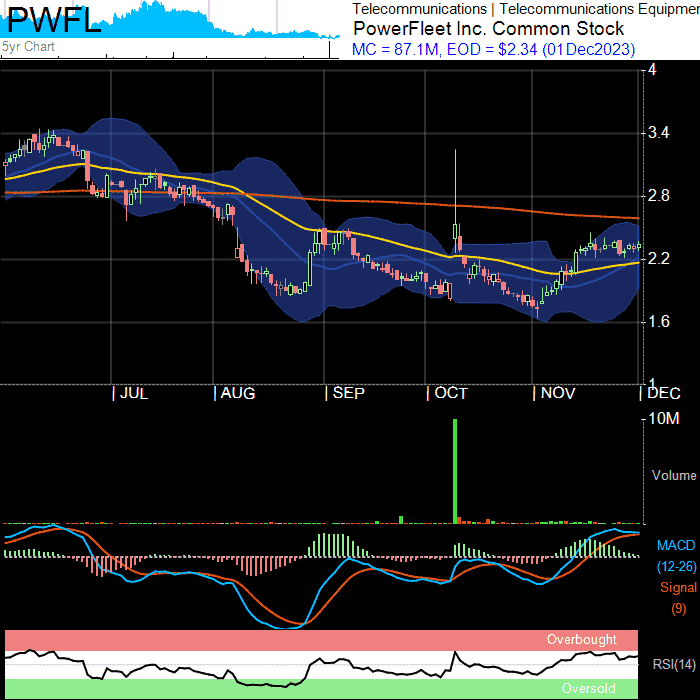 PWFL
5yr Chart
Telecommunications | Telecommunications Equipmen
PowerFleet Inc. Common Stock
MC = 87.1M, EOD = $2.34 (01Dec2023)
4
3.4
2.8
2.2
1.6
1
| JUL | AUG | SEP | OCT | NOV | DEC
10M
Volume
MACD
(12-26)
Signal
(9)
Overbought
RSI(14)
Oversold